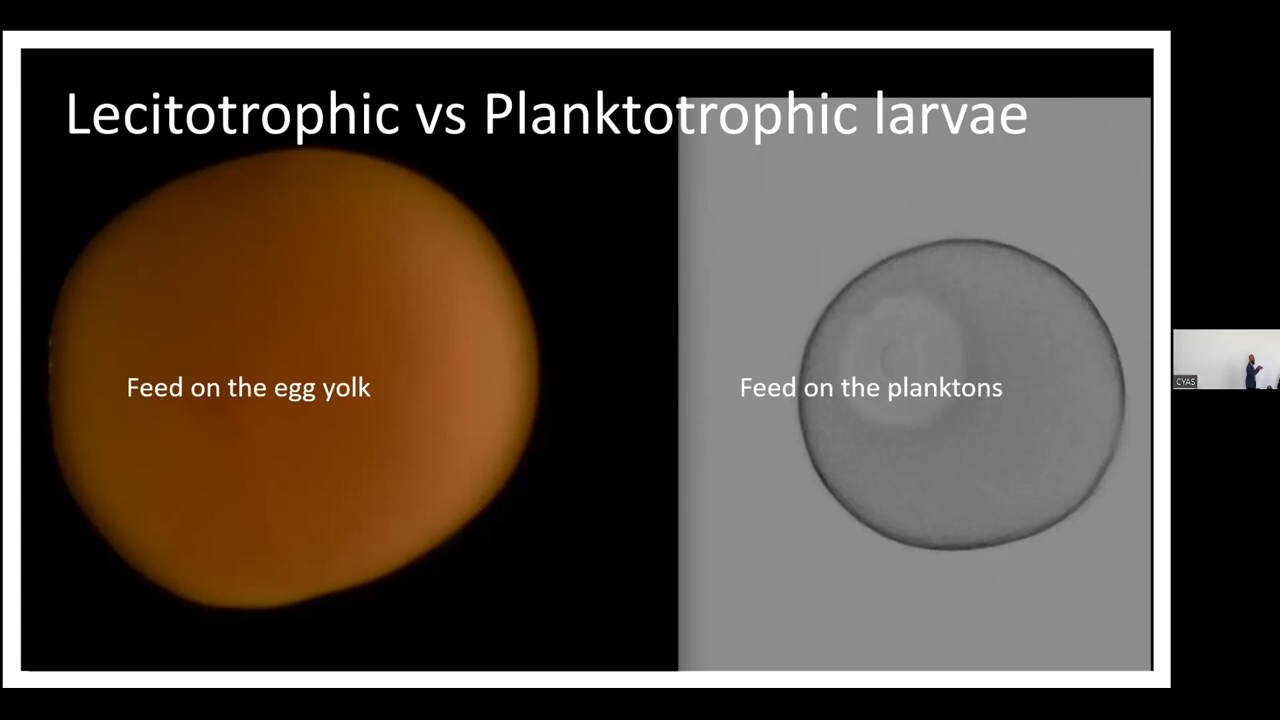 Lecitotrophic vs Planktotrophic larvae
Feed on the egg yolk
Feed on the planktons
CYAS